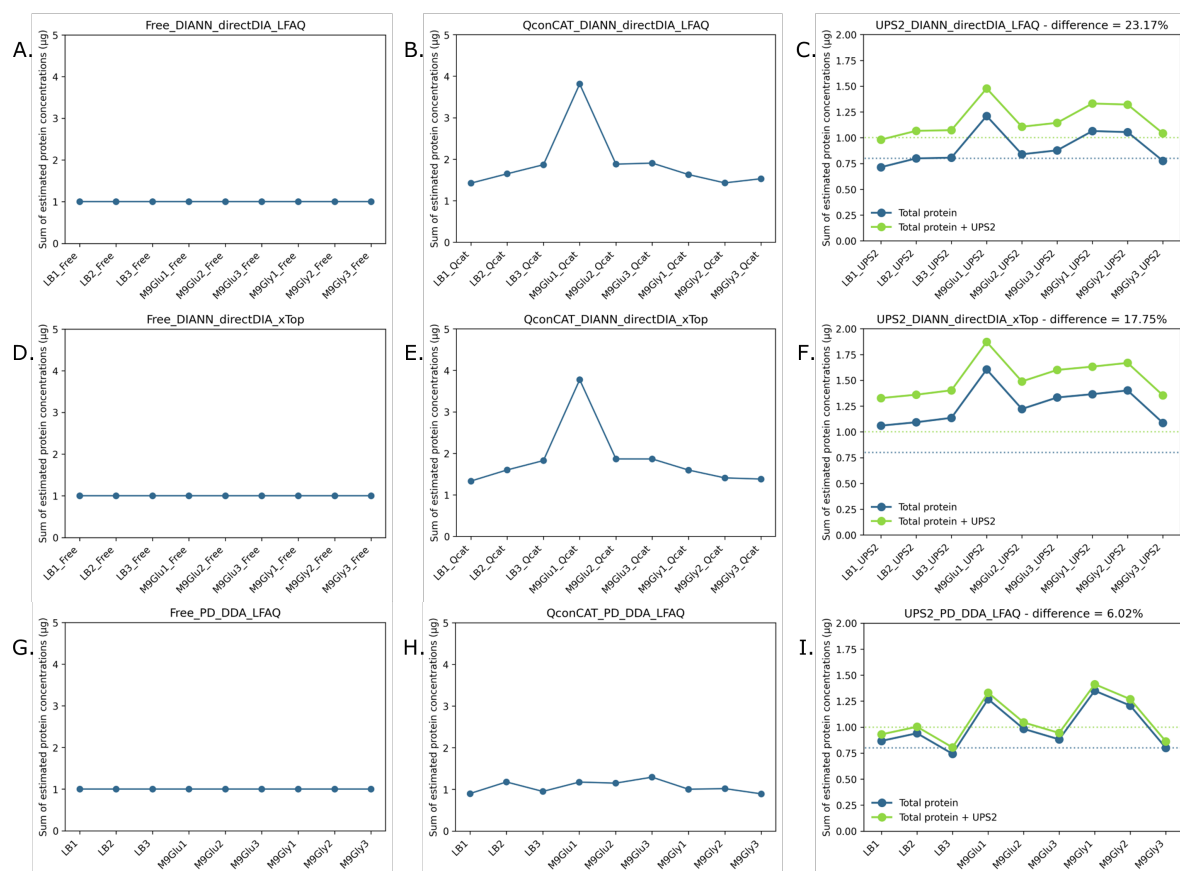 A.
Free_DIANN_directDIA_LFAQ
Sum of estimated protein concentrations (µg)
5
4
3
2
1
0
LB1_Free
LB2_Free
LB3_Free
M9Glu1_Free
M9Glu2_Free
M9Glu3_Free
M9Gly1_Free
M9Gly2_Free
M9Gly3_Free
B.
QconCAT_DIANN_directDIA_LFAQ
Sum of estimated protein concentrations (µg)
5
4
3
2
1
0
LB1_Qcat
LB2_Qcat
LB3_Qcat
M9Glu1_Qcat
M9Glu2_Qcat
M9Glu3_Qcat
M9Gly1_Qcat
M9Gly2_Qcat
M9Gly3_Qcat
C.
UPS2_DIANN_directDIA_LFAQ - difference = 23.17%
Sum of estimated protein concentrations (µg)
2.00
1.75
1.50
1.25
1.00
0.75
0.50
0.25
0.00
Total protein
Total protein + UPS2
LB1_UPS2
LB2_UPS2
LB3_UPS2
M9Glu1_UPS2
M9Glu2_UPS2
M9Glu3_UPS2
M9Gly1_UPS2
M9Gly2_UPS2
M9Gly3_UPS2
D.
Free_DIANN_directDIA_xTop
Sum of estimated protein concentrations (µg)
5
4
3
2
1
0
LB1_Free
LB2_Free
LB3_Free
M9Glu1_Free
M9Glu2_Free
M9Glu3_Free
M9Gly1_Free
M9Gly2_Free
M9Gly3_Free
E.
QconCAT_DIANN_directDIA_xTop
Sum of estimated protein concentrations (µg)
5
4
3
2
1
0
LB1_Qcat
LB2_Qcat
LB3_Qcat
M9Glu1_Qcat
M9Glu2_Qcat
M9Glu3_Qcat
M9Gly1_Qcat
M9Gly2_Qcat
M9Gly3_Qcat
F.
UPS2_DIANN_directDIA_xTop - difference = 17.75%
Sum of estimated protein concentrations (µg)
2.00
1.75
1.50
1.25
1.00
0.75
0.50
0.25
0.00
Total protein
Total protein + UPS2
LB1_UPS2
LB2_UPS2
LB3_UPS2
M9Glu1_UPS2
M9Glu2_UPS2
M9Glu3_UPS2
M9Gly1_UPS2
M9Gly2_UPS2
M9Gly3_UPS2
G.
Free_PD_DDA_LFAQ
Sum of estimated protein concentrations (µg)
5
4
3
2
1
0
LB1
LB2
LB3
M9Glu1
M9Glu2
M9Glu3
M9Gly1
M9Gly2
M9Gly3
H.
QconCAT_PD_DDA_LFAQ
Sum of estimated protein concentrations (µg)
5
4
3
2
1
0
LB1
LB2
LB3
M9Glu1
M9Glu2
M9Glu3
M9Gly1
M9Gly2
M9Gly3
I.
UPS2_PD_DDA_LFAQ - difference = 6.02%
Sum of estimated protein concentrations (µg)
2.00
1.75
1.50
1.25
1.00
0.75
0.50
0.25
0.00
Total protein
Total protein + UPS2
LB1
LB2
LB3
M9Glu1
M9Glu2
M9Glu3
M9Gly1
M9Gly2
M9Gly3